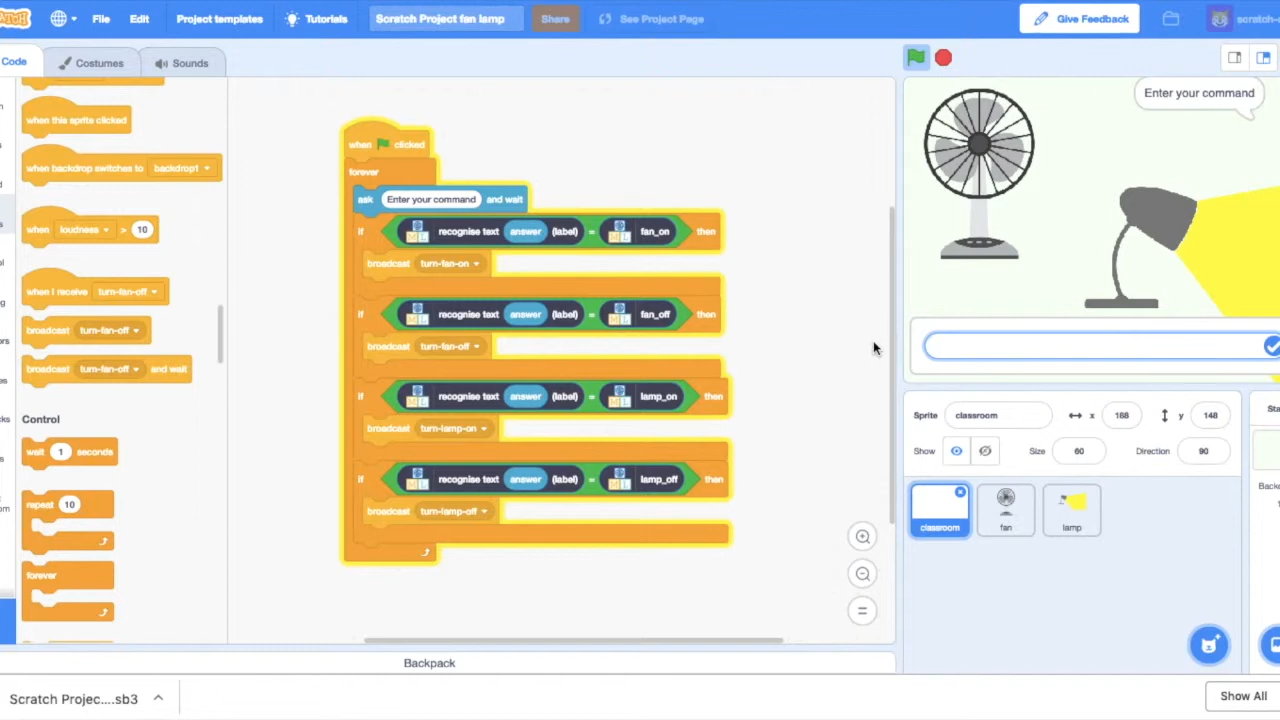 File Edit Project templates Tutorials Scratch Project fan lamp Share See Project Page Give Feedback
Code Costumes Sounds
when this sprite clicked
when backdrop switches to backdrop1
when loudness > 10
when I receive turn-fan-off
broadcast turn-fan-off
broadcast turn-fan-off and wait
Control
wait 1 seconds
repeat 10
forever
when clicked
forever
ask Enter your command and wait
if recognise text answer (label) = fan_on then
broadcast turn-fan-on
if recognise text answer (label) = fan_off then
broadcast turn-fan-off
if recognise text answer (label) = lamp_on then
broadcast turn-lamp-on
if recognise text answer (label) = lamp_off then
broadcast turn-lamp-off
Backpack
Enter your command
Sprite classroom x 168 y 148
Show Size 60 Direction 90
classroom fan lamp
Scratch Projec....sb3
Show All